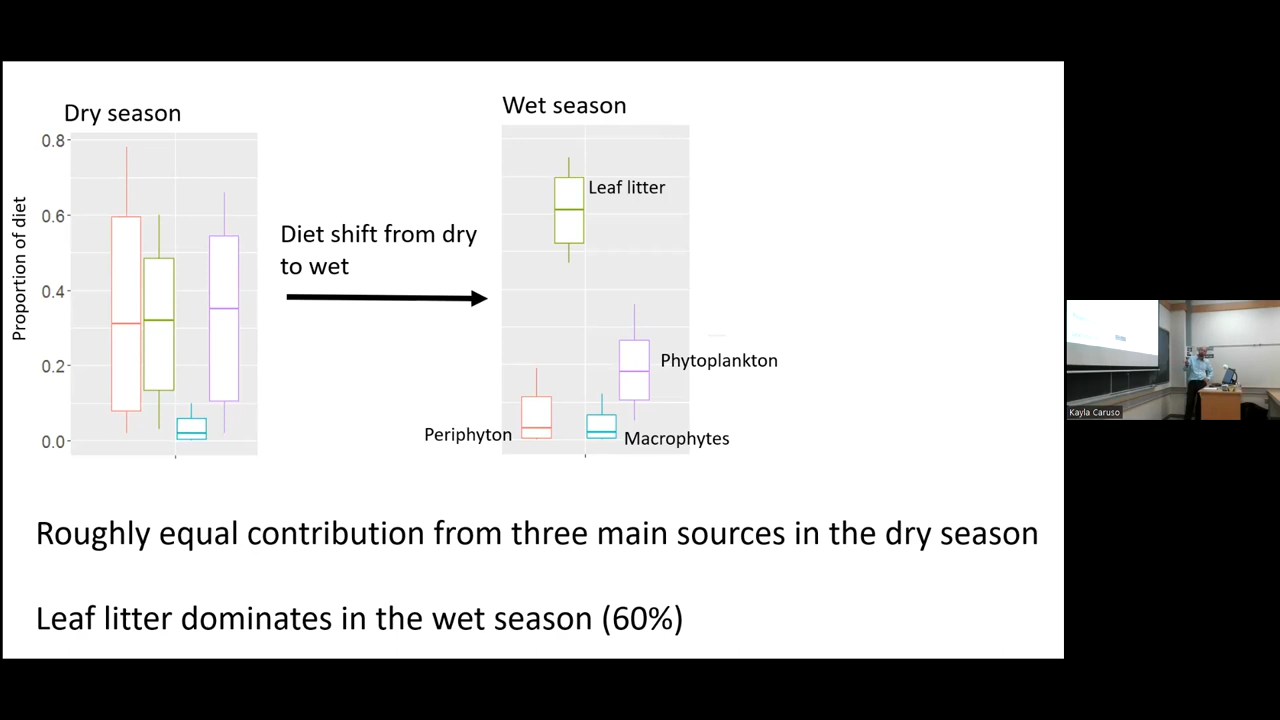 Dry season
Wet season
0.8
0.6
0.4
0.2
0.0
Proportion of diet
Diet shift from dry
to wet
Leaf litter
Phytoplankton
Periphyton
Macrophytes
Roughly equal contribution from three main sources in the dry season
Leaf litter dominates in the wet season (60%)
Kayla Caruso